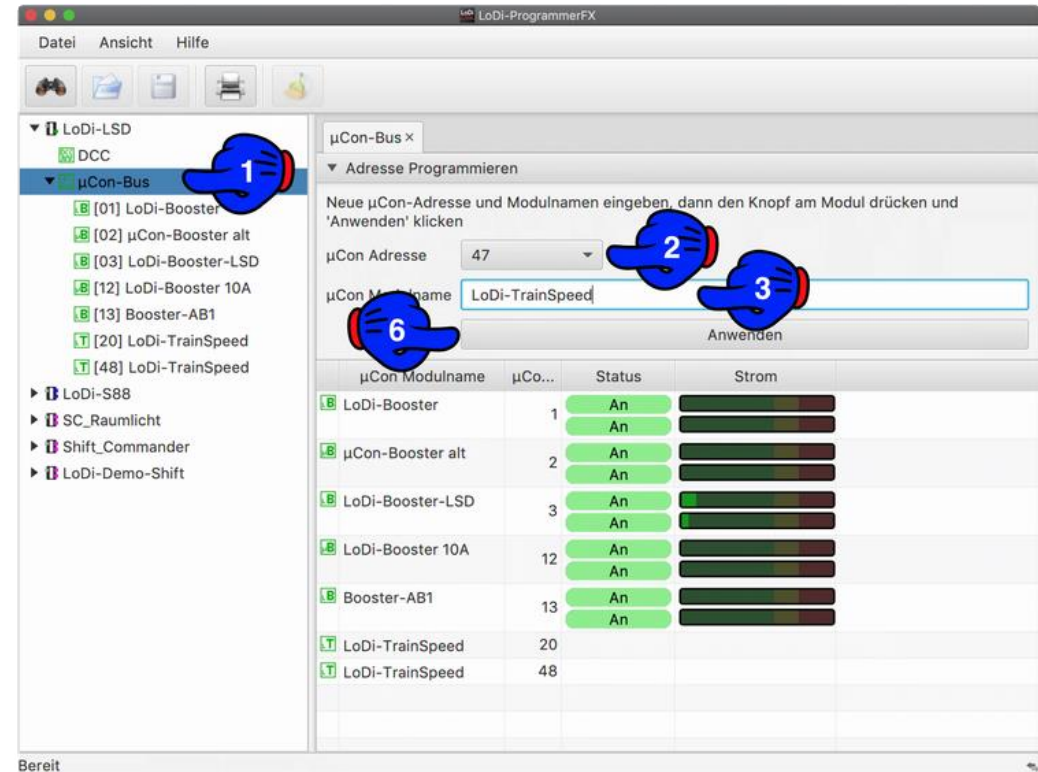 LoDi-ProgrammerFX
Datei Ansicht Hilfe
LoDi-LSD
DCC
µCon-Bus
[01] LoDi-Booster
[02] µCon-Booster alt
[03] LoDi-Booster-LSD
[12] LoDi-Booster 10A
[13] Booster-AB1
[20] LoDi-TrainSpeed
[48] LoDi-TrainSpeed
LoDi-S88
SC_Raumlicht
Shift_Commander
LoDi-Demo-Shift
1
µCon-Bus ×
Adresse Programmieren
Neue µCon-Adresse und Modulnamen eingeben, dann den Knopf am Modul drücken und
'Anwenden' klicken
µCon Adresse 47 2
µCon Modulname LoDi-TrainSpeed 3
6 Anwenden
µCon Modulname µCo... Status Strom
B LoDi-Booster 1 An
An
B µCon-Booster alt 2 An
An
B LoDi-Booster-LSD 3 An
An
B LoDi-Booster 10A 12 An
An
B Booster-AB1 13 An
An
T LoDi-TrainSpeed 20
T LoDi-TrainSpeed 48
Bereit